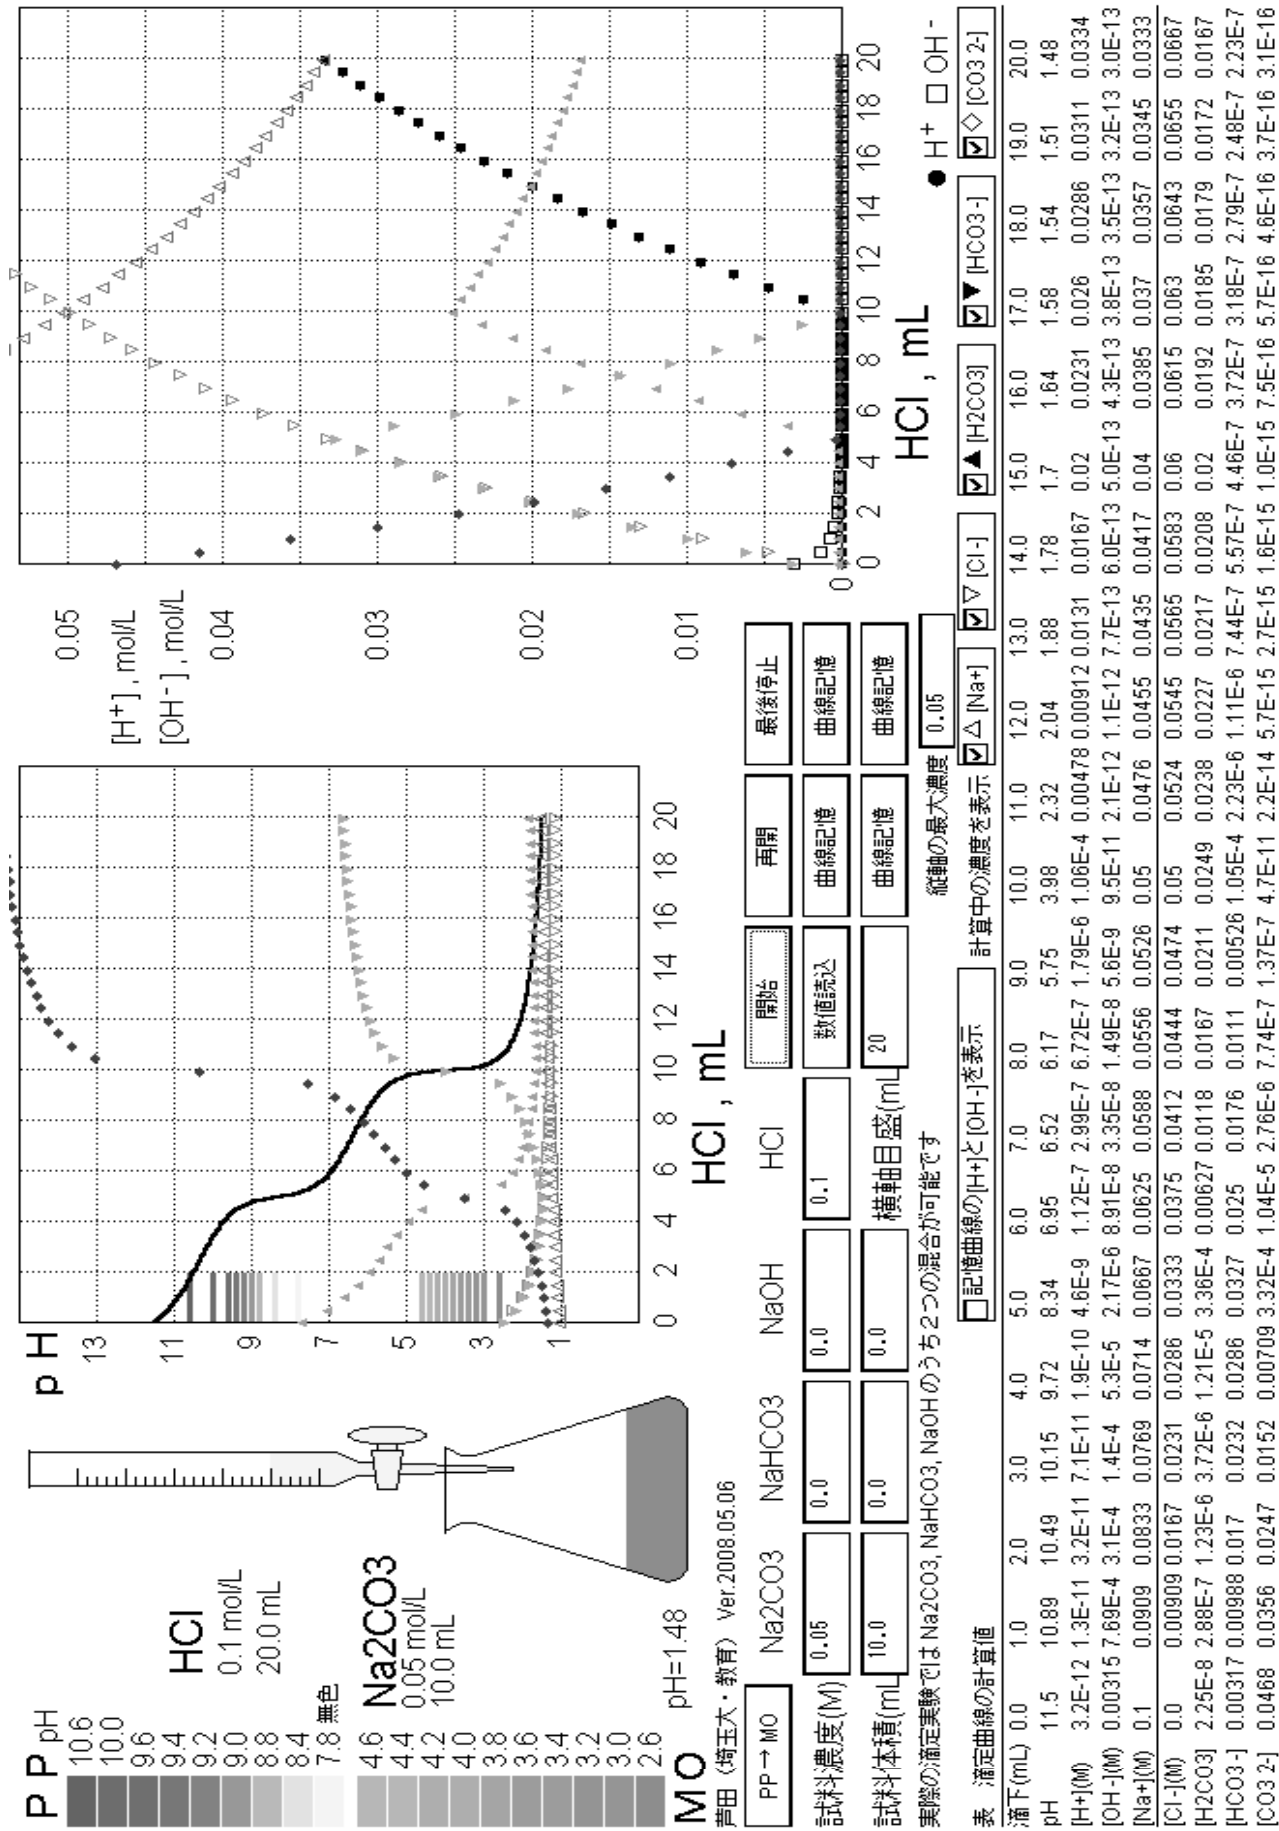 PP pH
10.6
10.0
9.6
9.4
9.2
9.0
8.8
8.4
7.8 無色
HCl
0.1 mol/L
20.0 mL
Na2CO3
0.05 mol/L
10.0 mL
4.6
4.4
4.2
4.0
3.8
3.6
3.4
3.2
3.0
2.6
MO
pH=1.48
芦田 (埼玉大・教育) Ver.2008.05.06
pH
13
11
9
7
5
3
1
0 2 4 6 8 10 12 14 16 18 20
HCl , mL
0.05
[H+] , mol/L
[OH-] , mol/L
0.04
0.03
0.02
0.01
0
0 2 4 6 8 10 12 14 16 18 20
HCl , mL
● H+ □ OH-
PP→MO Na2CO3 NaHCO3 NaOH HCl 開始 再開 最後停止
試料濃度(M) 0.05 0.0 0.0 0.1 数値読込 曲線記憶 曲線記憶
試料体積(mL) 10.0 0.0 0.0 横軸目盛(mL) 20 曲線記憶 曲線記憶
実際の滴定実験では Na2CO3, NaHCO3, NaOH のうち2つの混合が可能です 縦軸の最大濃度 0.05
表 滴定曲線の計算値 記憶曲線の[H+]と[OH-]を表示 計算中の濃度を表示 △ [Na+] ▽ [Cl-] ▲ [H2CO3] ▼ [HCO3-] ◇ [CO3 2-]
滴下(mL) 0.0 1.0 2.0 3.0 4.0 5.0 6.0 7.0 8.0 9.0 10.0 11.0 12.0 13.0 14.0 15.0 16.0 17.0 18.0 19.0 20.0
pH 11.5 10.89 10.49 10.15 9.72 8.34 6.95 6.52 6.17 5.75 3.98 2.32 2.04 1.88 1.78 1.7 1.64 1.58 1.54 1.51 1.48
[H+](M) 3.2E-12 1.3E-11 3.2E-11 7.1E-11 1.9E-10 4.6E-9 1.12E-7 2.99E-7 6.72E-7 1.79E-6 1.06E-4 0.00478 0.00912 0.0131 0.0167 0.02 0.0231 0.026 0.0286 0.0311 0.0334
[OH-](M) 0.00315 7.69E-4 3.1E-4 1.4E-4 5.3E-5 2.17E-6 8.91E-8 3.35E-8 1.49E-8 5.6E-9 9.5E-11 2.1E-12 1.1E-12 7.7E-13 6.0E-13 5.0E-13 4.3E-13 3.8E-13 3.5E-13 3.2E-13 3.0E-13
[Na+](M) 0.1 0.0909 0.0833 0.0769 0.0714 0.0667 0.0625 0.0588 0.0556 0.0526 0.05 0.0476 0.0455 0.0435 0.0417 0.04 0.0385 0.037 0.0357 0.0345 0.0333
[Cl-](M) 0.0 0.00909 0.0167 0.0231 0.0286 0.0333 0.0375 0.0412 0.0444 0.0474 0.05 0.0524 0.0545 0.0565 0.0583 0.06 0.0615 0.063 0.0643 0.0655 0.0667
[H2CO3] 2.25E-8 2.88E-7 1.23E-6 3.72E-6 1.21E-5 3.36E-4 0.00627 0.0118 0.0167 0.0211 0.0249 0.0238 0.0227 0.0217 0.0208 0.02 0.0192 0.0185 0.0179 0.0172 0.0167
[HCO3-] 0.00317 0.00988 0.017 0.0232 0.0286 0.0327 0.025 0.0176 0.0111 0.00526 1.05E-4 2.23E-6 1.11E-6 7.44E-7 5.57E-7 4.46E-7 3.72E-7 3.18E-7 2.79E-7 2.48E-7 2.23E-7
[CO3 2-] 0.0468 0.0356 0.0247 0.0152 0.00709 3.32E-4 1.04E-5 2.76E-6 7.74E-7 1.37E-7 4.7E-11 2.2E-14 5.7E-15 2.7E-15 1.6E-15 1.0E-15 7.5E-16 5.7E-16 4.6E-16 3.7E-16 3.1E-16